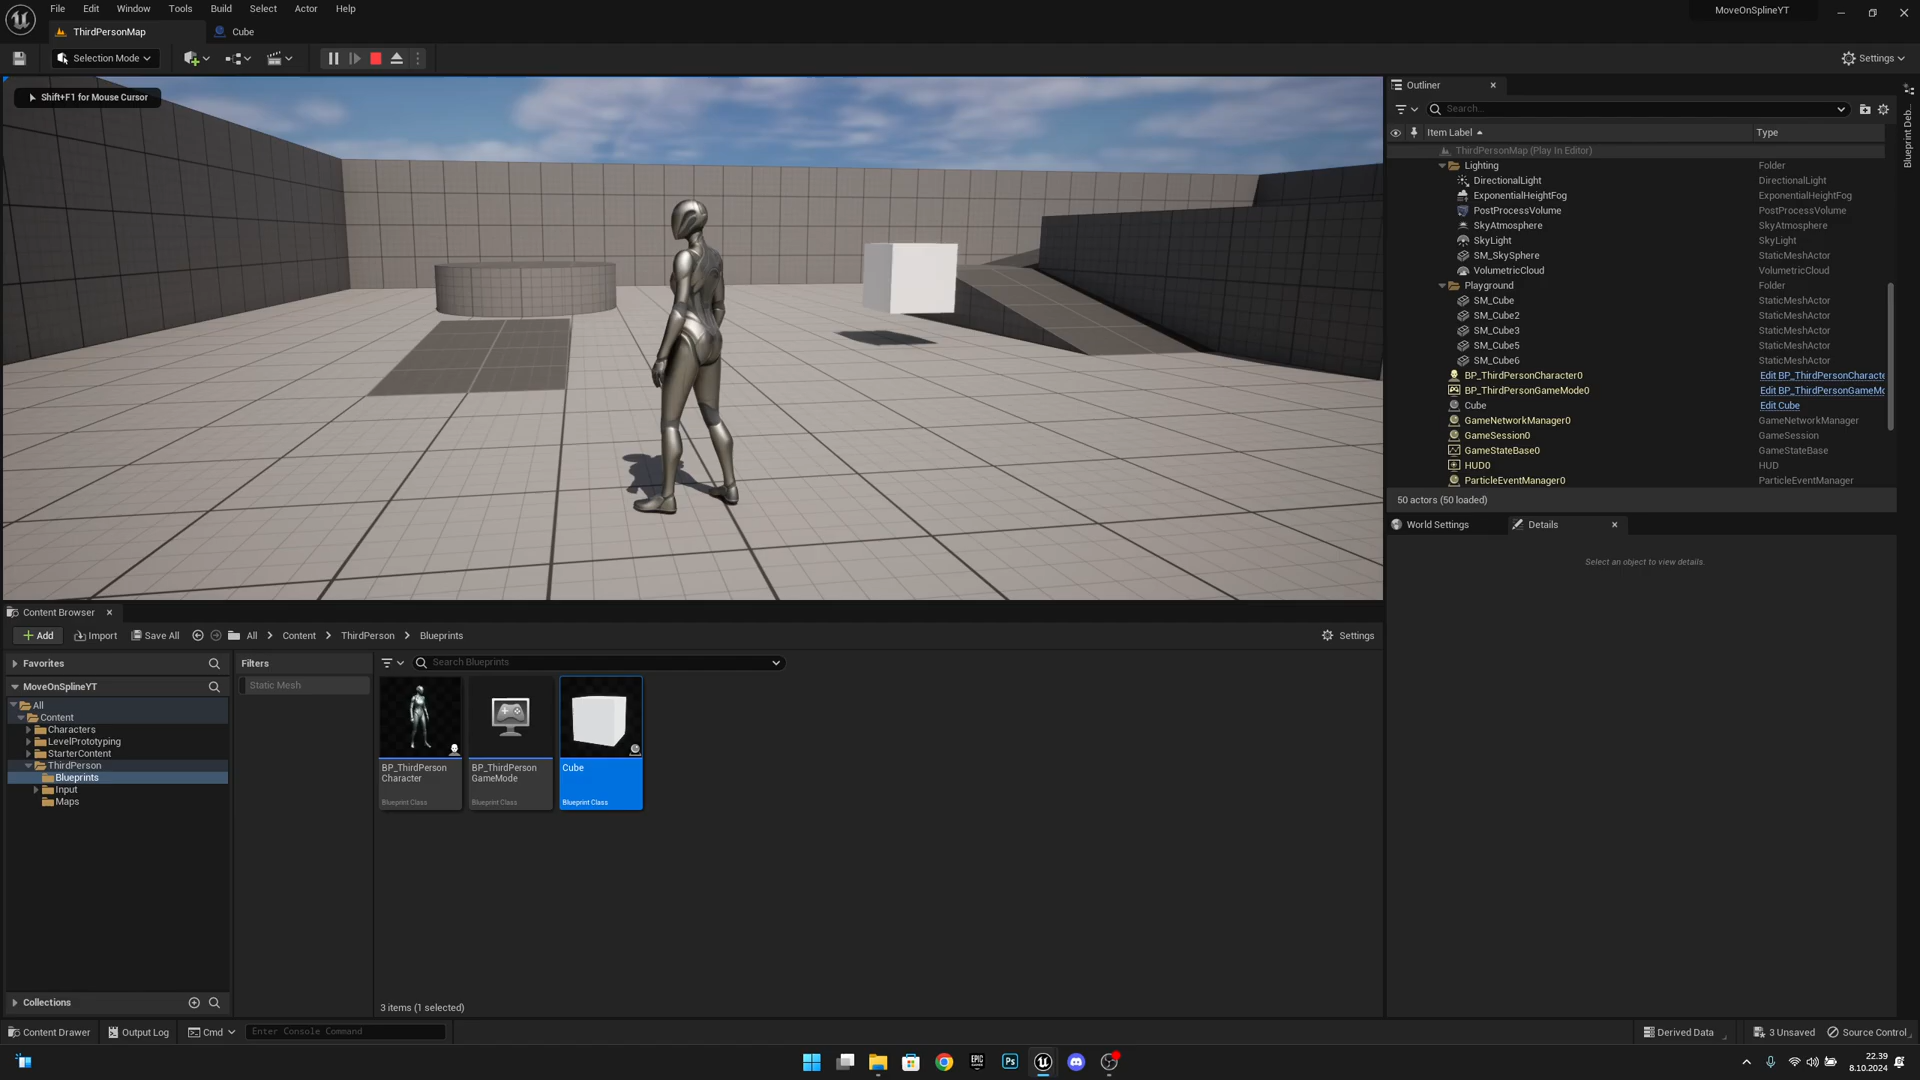 File Edit Window Tools Build Select Actor Help
MoveOnSplineYT
ThirdPersonMap
Cube
Selection Mode
Settings
Shift+F1 for Mouse Cursor
Outliner
Search...
Item Label Type
ThirdPersonMap (Play In Editor)
Lighting Folder
DirectionalLight DirectionalLight
ExponentialHeightFog ExponentialHeightFog
PostProcessVolume PostProcessVolume
SkyAtmosphere SkyAtmosphere
SkyLight SkyLight
SM_SkySphere StaticMeshActor
VolumetricCloud VolumetricCloud
Playground Folder
SM_Cube StaticMeshActor
SM_Cube2 StaticMeshActor
SM_Cube3 StaticMeshActor
SM_Cube5 StaticMeshActor
SM_Cube6 StaticMeshActor
BP_ThirdPersonCharacter0 Edit BP_ThirdPersonCharacte
BP_ThirdPersonGameMode0 Edit BP_ThirdPersonGameMo
Cube Edit Cube
GameNetworkManager0 GameNetworkManager
GameSession0 GameSession
GameStateBase0 GameStateBase
HUD0 HUD
ParticleEventManager0 ParticleEventManager
50 actors (50 loaded)
Blueprint Deb...
World Settings
Details
Select an object to view details.
Content Browser
Add Import Save All All Content ThirdPerson Blueprints
Settings
Favorites
MoveOnSplineYT
All
Content
Characters
LevelPrototyping
StarterContent
ThirdPerson
Blueprints
Input
Maps
Collections
Filters
Static Mesh
Search Blueprints
BP_ThirdPerson
Character
Blueprint Class
BP_ThirdPerson
GameMode
Blueprint Class
Cube
Blueprint Class
3 items (1 selected)
Content Drawer Output Log Cmd Enter Console Command
Derived Data 3 Unsaved Source Control
EPIC
GAMES
Ps
22.39
8.10.2024